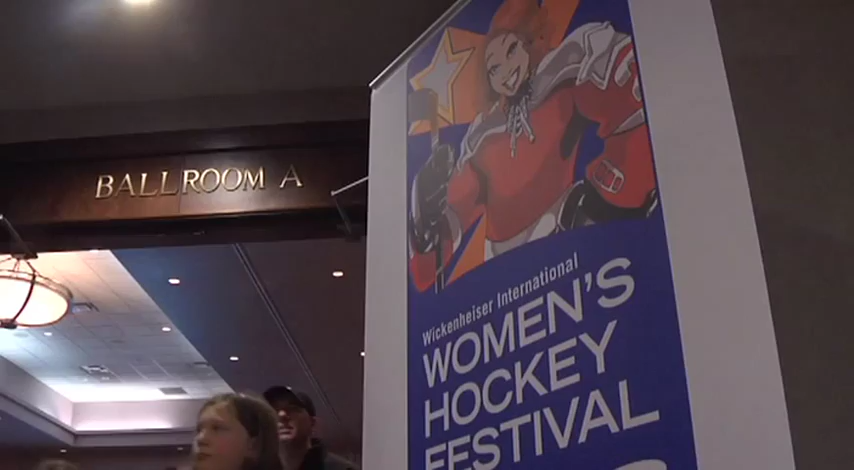 BALLROOM A
Wickenheiser International
WOMEN'S
HOCKEY
FESTIVAL